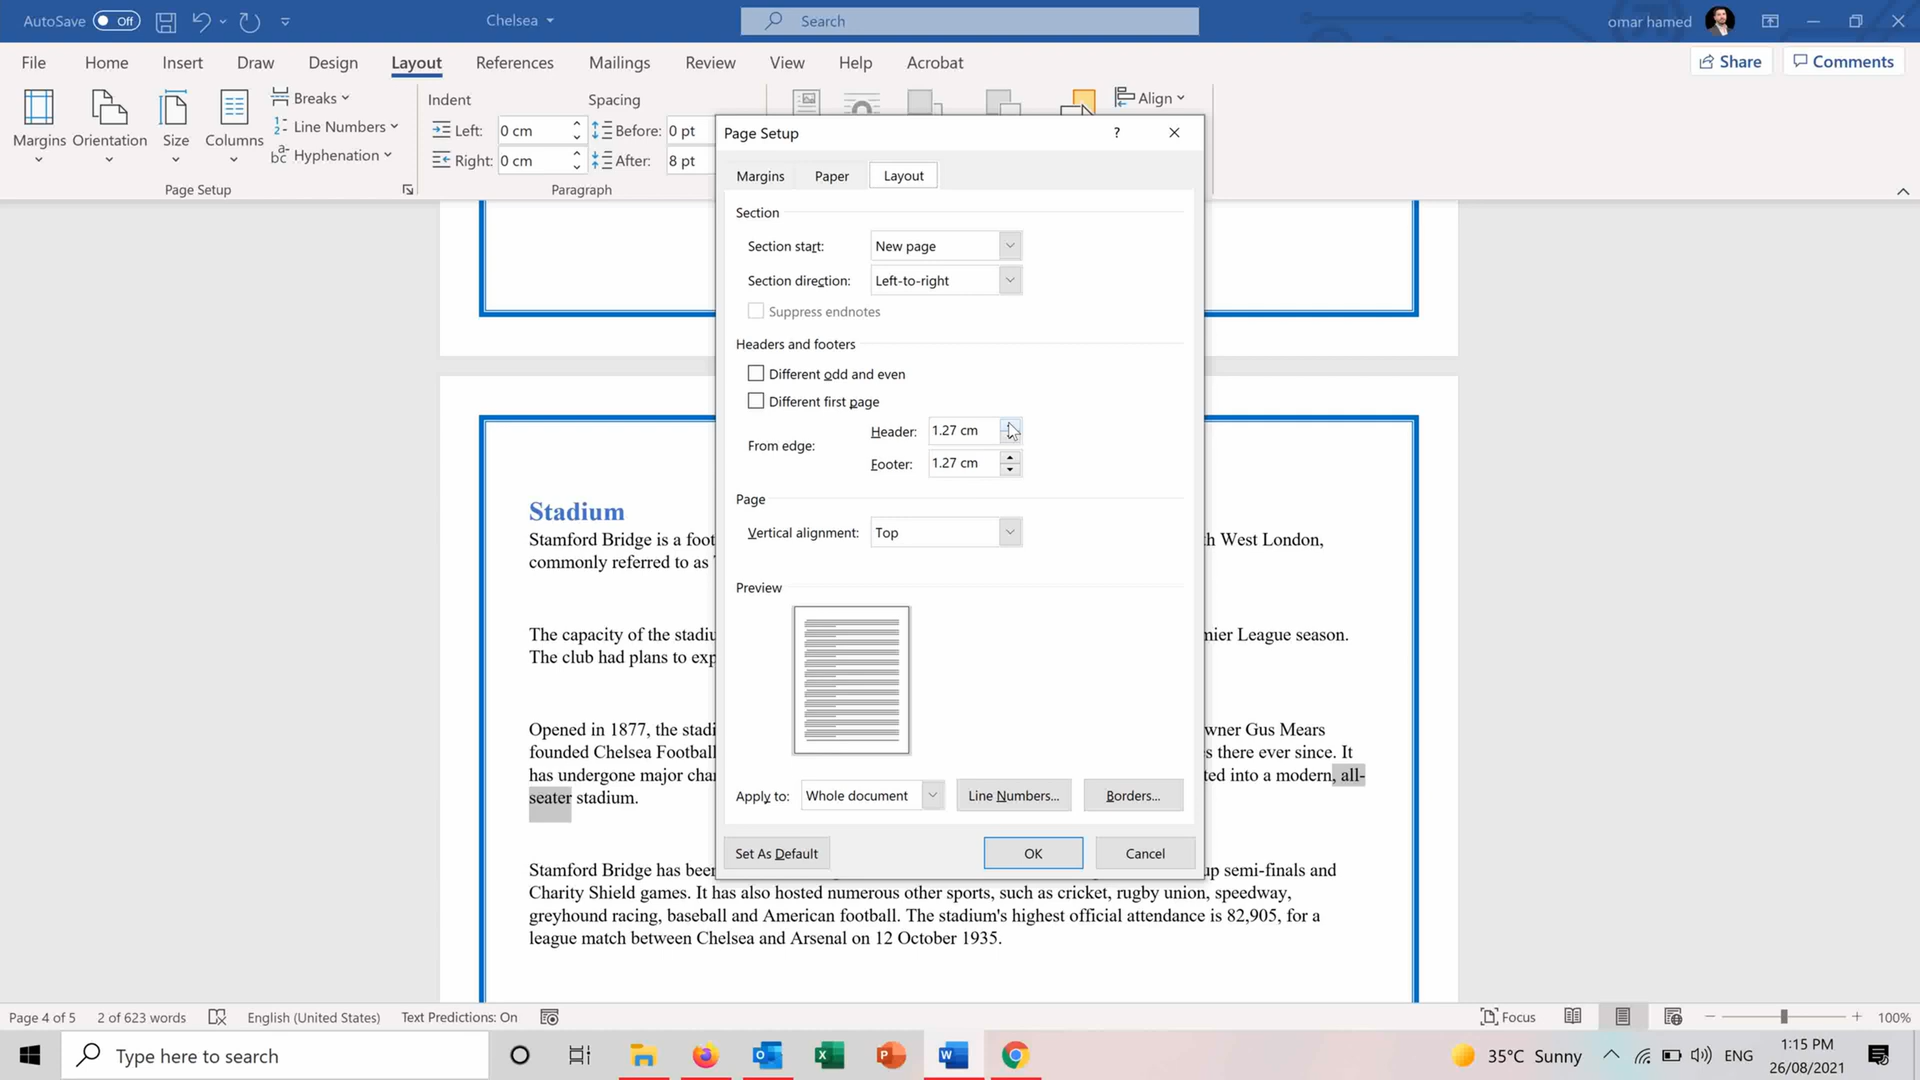 AutoSave Off
Chelsea
Search
omar hamed
File Home Insert Draw Design Layout References Mailings Review View Help Acrobat
Share Comments
Margins Orientation Size Columns
Breaks
Line Numbers
Hyphenation
Page Setup
Indent Spacing
Left: 0 cm Before: 0 pt
Right: 0 cm After: 8 pt
Paragraph
Align
Page Setup
?
Margins Paper Layout
Section
Section start: New page
Section direction: Left-to-right
Suppress endnotes
Headers and footers
Different odd and even
Different first page
From edge:
Header: 1.27 cm
Footer: 1.27 cm
Page
Vertical alignment: Top
Preview
Apply to: Whole document Line Numbers... Borders...
Set As Default OK Cancel
Stadium
Stamford Bridge is a foot h West London,
commonly referred to as
The capacity of the stadiu mier League season.
The club had plans to exp
Opened in 1877, the stadi wner Gus Mears
founded Chelsea Football s there ever since. It
has undergone major char ted into a modern, all-
seater stadium.
Stamford Bridge has been up semi-finals and
Charity Shield games. It has also hosted numerous other sports, such as cricket, rugby union, speedway,
greyhound racing, baseball and American football. The stadium's highest official attendance is 82,905, for a
league match between Chelsea and Arsenal on 12 October 1935.
Page 4 of 5 2 of 623 words English (United States) Text Predictions: On
Focus 100%
Type here to search
35°C Sunny ENG
1:15 PM
26/08/2021